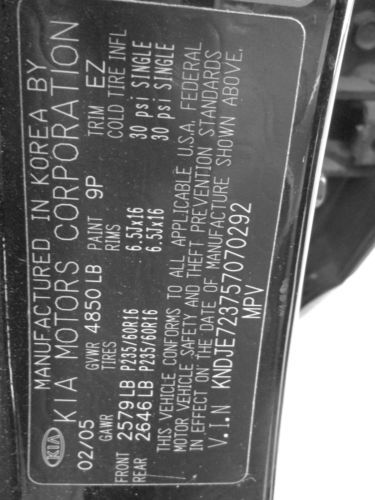 MANUFACTURED IN KOREA BY
KIA KIA MOTORS CORPORATION
02/05 GVWR 4850LB PAINT 9P TRIM EZ
GAWR TIRES RIMS COLD TIRE INFL
FRONT 2579LB P235/60R16 6.5Jx16 30 psi SINGLE
REAR 2646LB P235/60R16 6.5Jx16 30 psi SINGLE
THIS VEHICLE CONFORMS TO ALL APPLICABLE U.S.A. FEDERAL
MOTOR VEHICLE SAFETY AND THEFT PREVENTION STANDARDS
IN EFFECT ON THE DATE OF MANUFACTURE SHOWN ABOVE.
V.I.N KNDJE723757070292
MPV